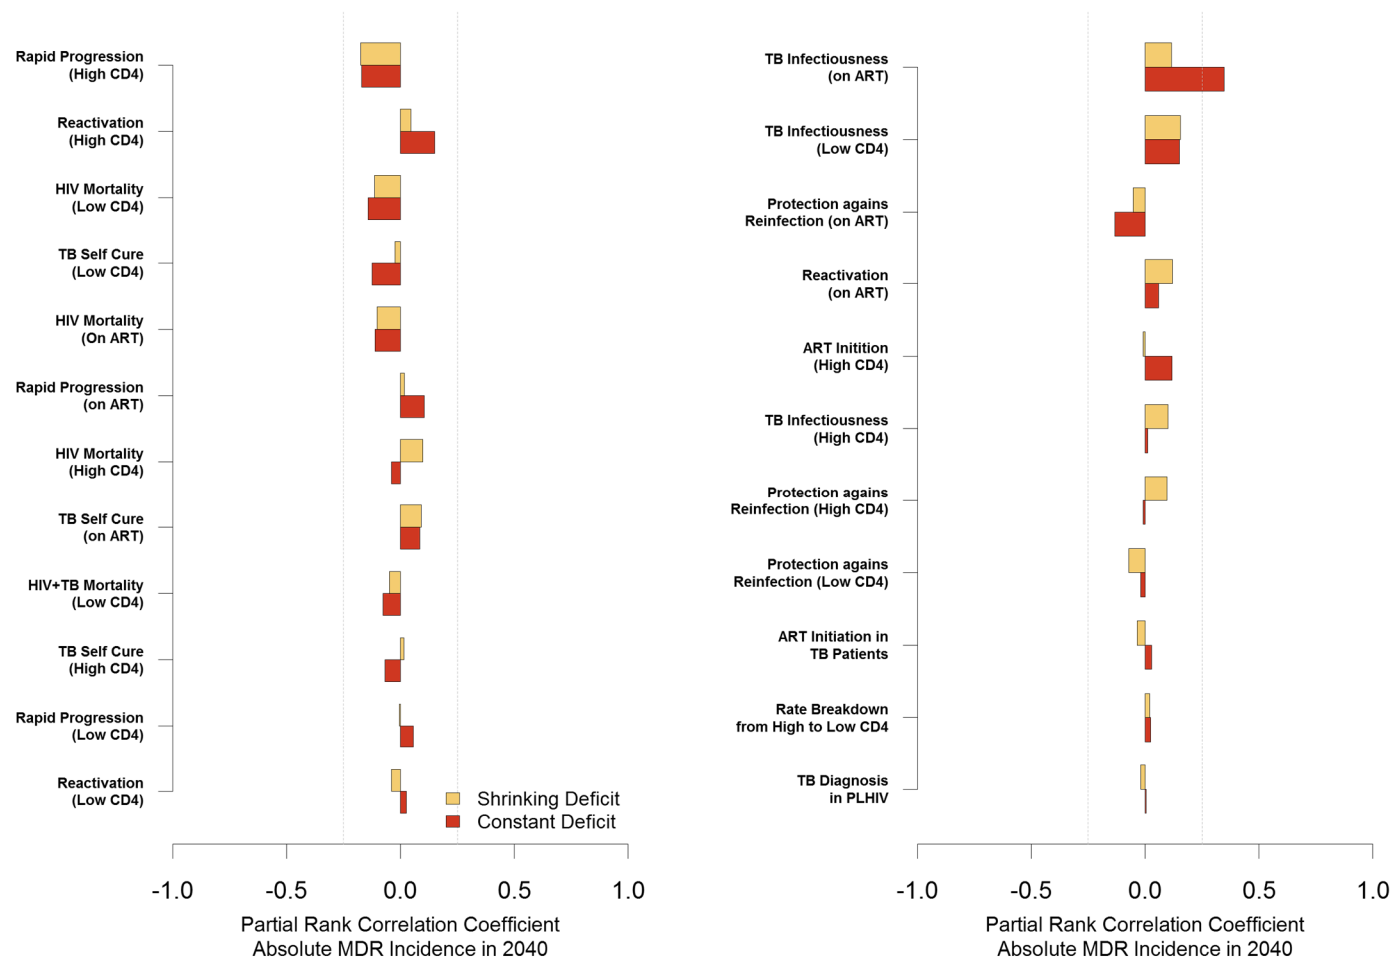 Rapid Progression
(High CD4)
Reactivation
(High CD4)
HIV Mortality
(Low CD4)
TB Self Cure
(Low CD4)
HIV Mortality
(On ART)
Rapid Progression
(on ART)
HIV Mortality
(High CD4)
TB Self Cure
(on ART)
HIV+TB Mortality
(Low CD4)
TB Self Cure
(High CD4)
Rapid Progression
(Low CD4)
Reactivation
(Low CD4)
Shrinking Deficit
Constant Deficit
-1.0 -0.5 0.0 0.5 1.0
Partial Rank Correlation Coefficient
Absolute MDR Incidence in 2040
TB Infectiousness
(on ART)
TB Infectiousness
(Low CD4)
Protection agains
Reinfection (on ART)
Reactivation
(on ART)
ART Initition
(High CD4)
TB Infectiousness
(High CD4)
Protection agains
Reinfection (High CD4)
Protection agains
Reinfection (Low CD4)
ART Initiation in
TB Patients
Rate Breakdown
from High to Low CD4
TB Diagnosis
in PLHIV
-1.0 -0.5 0.0 0.5 1.0
Partial Rank Correlation Coefficient
Absolute MDR Incidence in 2040